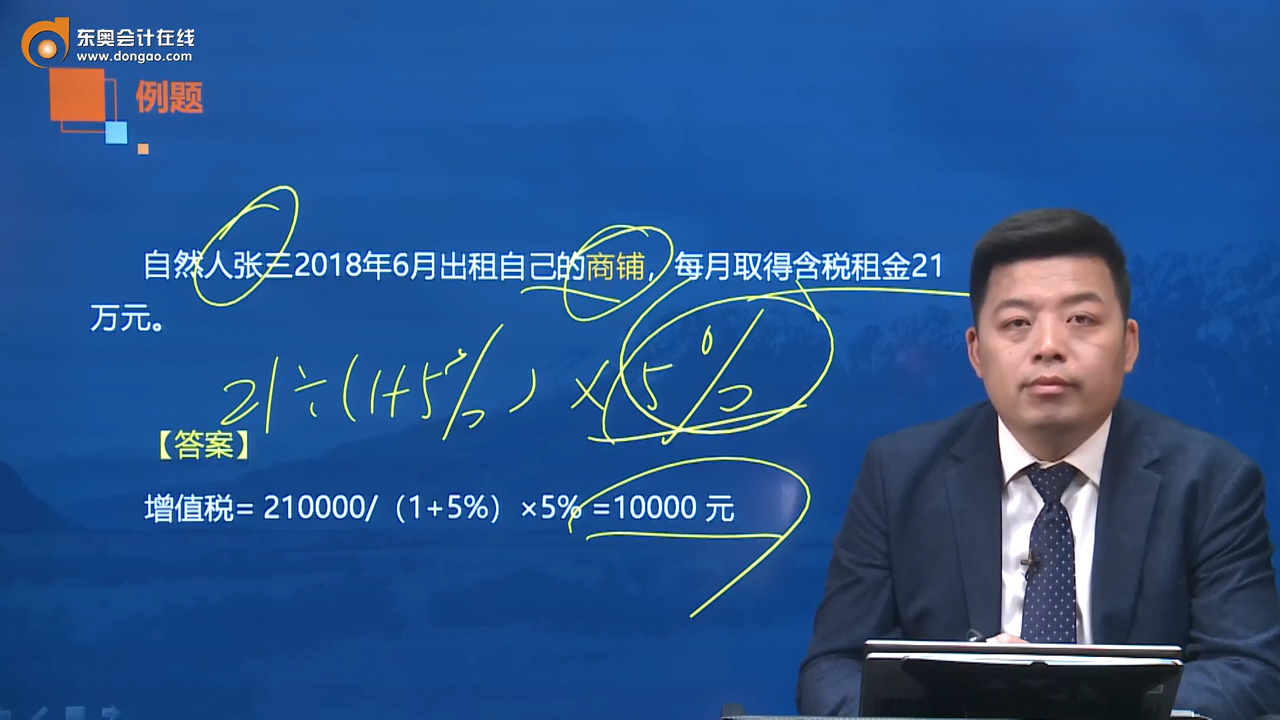 东奥会计在线
www.dongao.com
例题
自然人张三2018年6月出租自己的商铺，每月取得含税租金21
万元。
21÷(1+5%)×5%
【答案】
增值税= 210000/（1+5%）×5% =10000 元